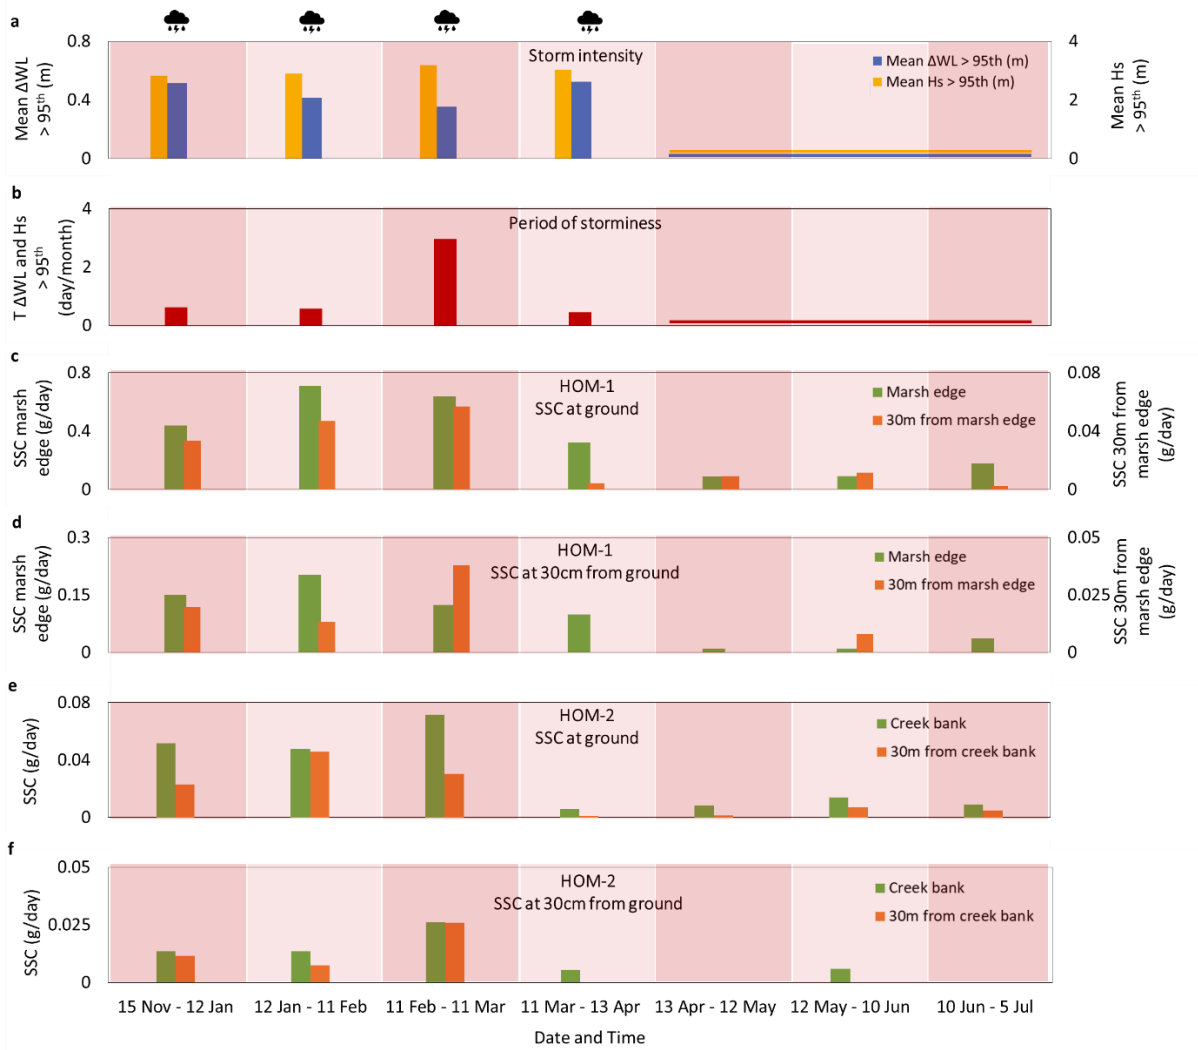 a
0.8
0.4
0
Mean ΔWL
> 95th (m)
Storm intensity
Mean ΔWL > 95th (m)
Mean Hs > 95th (m)
4
2
0
Mean Hs
> 95th (m)
b
4
2
0
T ΔWL and Hs
> 95th
(day/month)
Period of storminess
c
0.8
0.4
0
SSC marsh
edge (g/day)
HOM-1
SSC at ground
Marsh edge
30m from marsh edge
0.08
0.04
0
SSC 30m from
marsh edge
(g/day)
d
0.3
0.15
0
SSC marsh
edge (g/day)
HOM-1
SSC at 30cm from ground
Marsh edge
30m from marsh edge
0.05
0.025
0
SSC 30m from
marsh edge
(g/day)
e
0.08
0.04
0
SSC (g/day)
HOM-2
SSC at ground
Creek bank
30m from creek bank
f
0.05
0.025
0
SSC (g/day)
HOM-2
SSC at 30cm from ground
Creek bank
30m from creek bank
15 Nov - 12 Jan
12 Jan - 11 Feb
11 Feb - 11 Mar
11 Mar - 13 Apr
13 Apr - 12 May
12 May - 10 Jun
10 Jun - 5 Jul
Date and Time